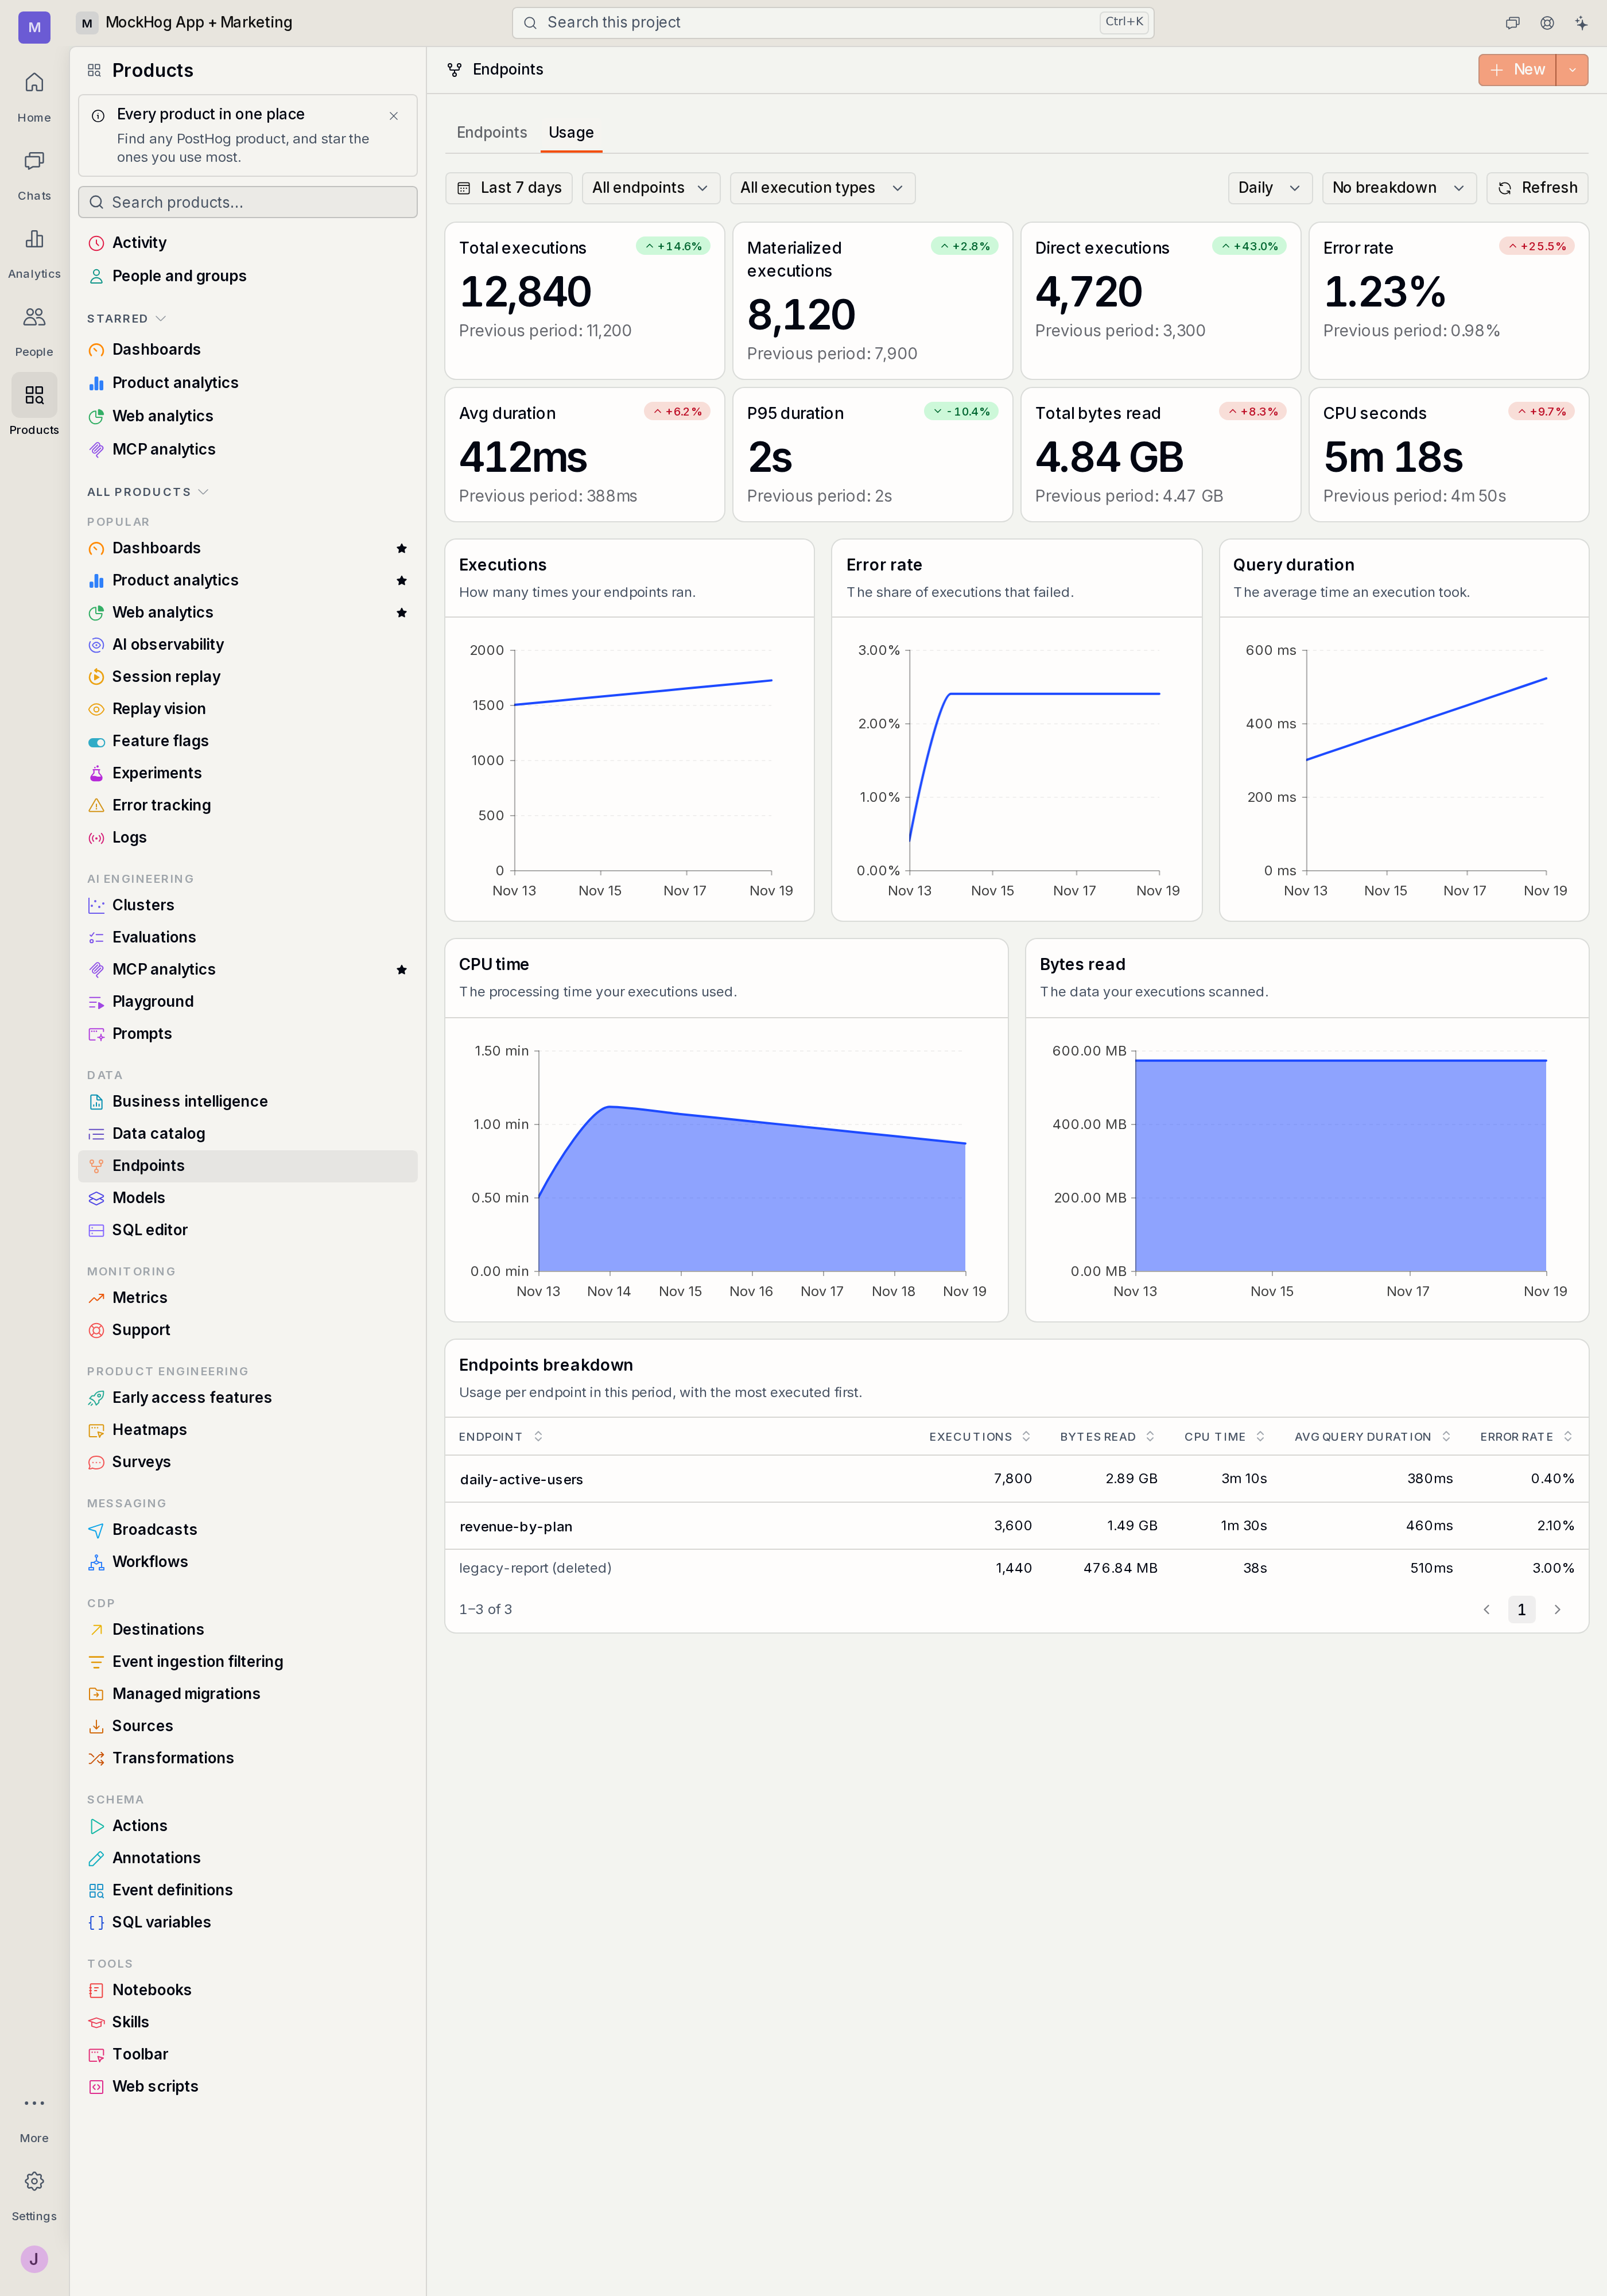 M
M MockHog App + Marketing
Search this project
Ctrl+K
Home
Chats
Analytics
People
Products
More
Settings
J
Products
Every product in one place
Find any PostHog product, and star the
ones you use most.
Search products...
Activity
People and groups
STARRED
Dashboards
Product analytics
Web analytics
MCP analytics
ALL PRODUCTS
POPULAR
Dashboards
Product analytics
Web analytics
AI observability
Session replay
Replay vision
Feature flags
Experiments
Error tracking
Logs
AI ENGINEERING
Clusters
Evaluations
MCP analytics
Playground
Prompts
DATA
Business intelligence
Data catalog
Endpoints
Models
SQL editor
MONITORING
Metrics
Support
PRODUCT ENGINEERING
Early access features
Heatmaps
Surveys
MESSAGING
Broadcasts
Workflows
CDP
Destinations
Event ingestion filtering
Managed migrations
Sources
Transformations
SCHEMA
Actions
Annotations
Event definitions
SQL variables
TOOLS
Notebooks
Skills
Toolbar
Web scripts
Endpoints
New
Endpoints Usage
Last 7 days All endpoints All execution types Daily No breakdown Refresh
Total executions +14.6%
12,840
Previous period: 11,200
Materialized
executions
+2.8%
8,120
Previous period: 7,900
Direct executions +43.0%
4,720
Previous period: 3,300
Error rate +25.5%
1.23%
Previous period: 0.98%
Avg duration +6.2%
412ms
Previous period: 388ms
P95 duration -10.4%
2s
Previous period: 2s
Total bytes read +8.3%
4.84 GB
Previous period: 4.47 GB
CPU seconds +9.7%
5m 18s
Previous period: 4m 50s
Executions
How many times your endpoints ran.
2000
1500
1000
500
0
Nov 13 Nov 15 Nov 17 Nov 19
Error rate
The share of executions that failed.
3.00%
2.00%
1.00%
0.00%
Nov 13 Nov 15 Nov 17 Nov 19
Query duration
The average time an execution took.
600 ms
400 ms
200 ms
0 ms
Nov 13 Nov 15 Nov 17 Nov 19
CPU time
The processing time your executions used.
1.50 min
1.00 min
0.50 min
0.00 min
Nov 13 Nov 14 Nov 15 Nov 16 Nov 17 Nov 18 Nov 19
Bytes read
The data your executions scanned.
600.00 MB
400.00 MB
200.00 MB
0.00 MB
Nov 13 Nov 15 Nov 17 Nov 19
Endpoints breakdown
Usage per endpoint in this period, with the most executed first.
ENDPOINT EXECUTIONS BYTES READ CPU TIME AVG QUERY DURATION ERROR RATE
daily-active-users 7,800 2.89 GB 3m 10s 380ms 0.40%
revenue-by-plan 3,600 1.49 GB 1m 30s 460ms 2.10%
legacy-report (deleted) 1,440 476.84 MB 38s 510ms 3.00%
1–3 of 3
1